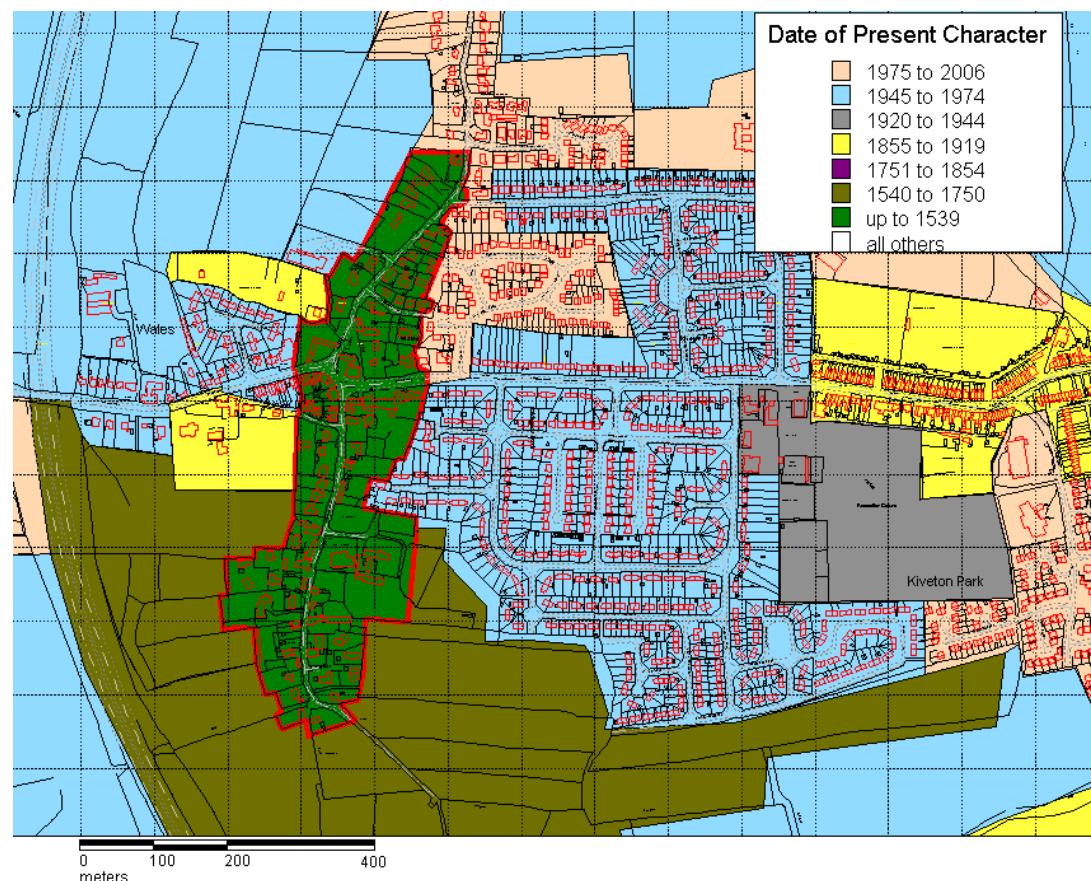 Date of Present Character
1975 to 2006
1945 to 1974
1920 to 1944
1855 to 1919
1751 to 1854
1540 to 1750
up to 1539
all others
Wales
Kiveton Park
0 100 200 400
meters